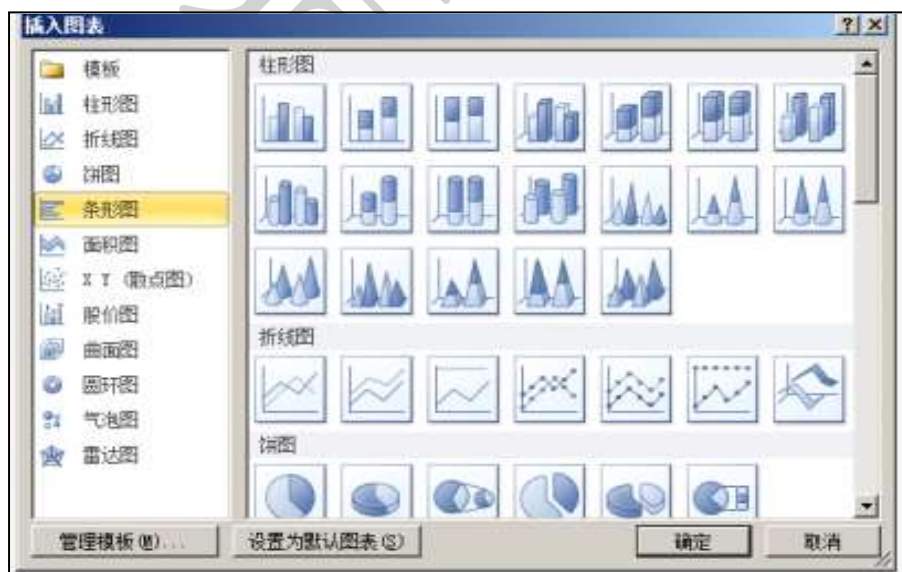 插入图表
模板
柱形图
折线图
饼图
条形图
面积图
X Y (散点图)
股价图
曲面图
圆环图
气泡图
雷达图
柱形图
折线图
饼图
管理模板(M)...
设置为默认图表(S)
确定
取消